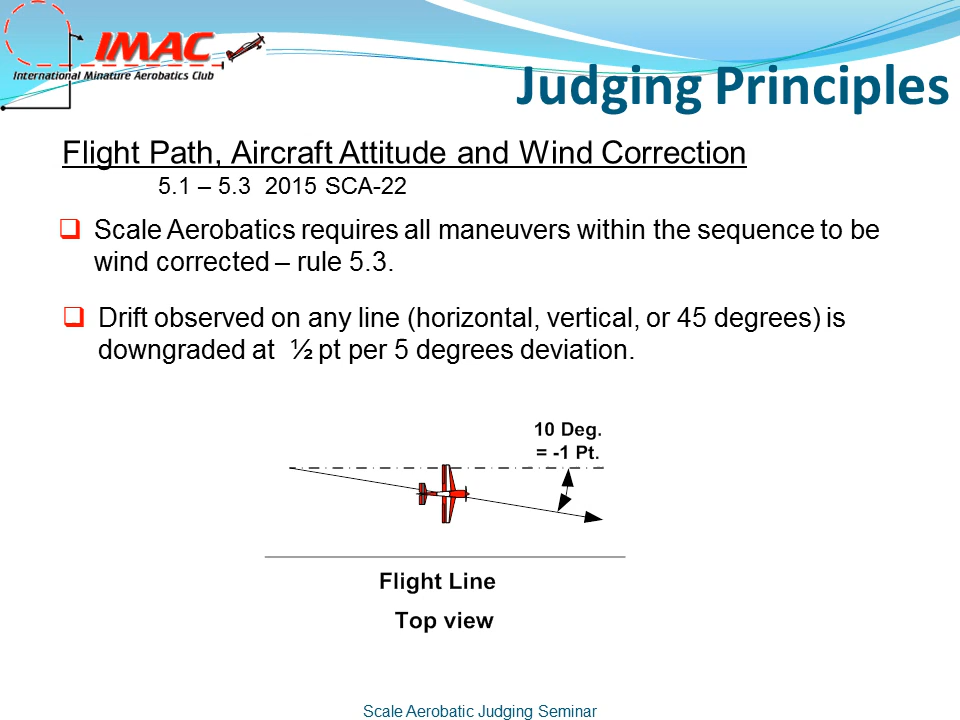 IMAC
International Minature Aerobatics Club
Judging Principles
Flight Path, Aircraft Attitude and Wind Correction
5.1 – 5.3 2015 SCA-22
Scale Aerobatics requires all maneuvers within the sequence to be
wind corrected – rule 5.3.
Drift observed on any line (horizontal, vertical, or 45 degrees) is
downgraded at ½ pt per 5 degrees deviation.
10 Deg.
= -1 Pt.
Flight Line
Top view
Scale Aerobatic Judging Seminar